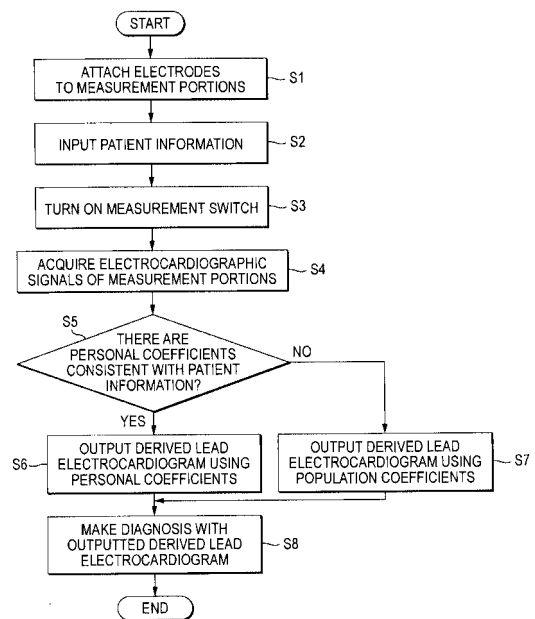 START
ATTACH ELECTRODES
TO MEASUREMENT PORTIONS
S1
INPUT PATIENT INFORMATION
S2
TURN ON MEASUREMENT SWITCH
S3
ACQUIRE ELECTROCARDIOGRAPHIC
SIGNALS OF MEASUREMENT PORTIONS
S4
S5
THERE ARE
PERSONAL COEFFICIENTS
CONSISTENT WITH PATIENT
INFORMATION?
NO
YES
S6
OUTPUT DERIVED LEAD
ELECTROCARDIOGRAM USING
PERSONAL COEFFICIENTS
OUTPUT DERIVED LEAD
ELECTROCARDIOGRAM USING
POPULATION COEFFICIENTS
S7
MAKE DIAGNOSIS WITH
OUTPUTTED DERIVED LEAD
ELECTROCARDIOGRAM
S8
END